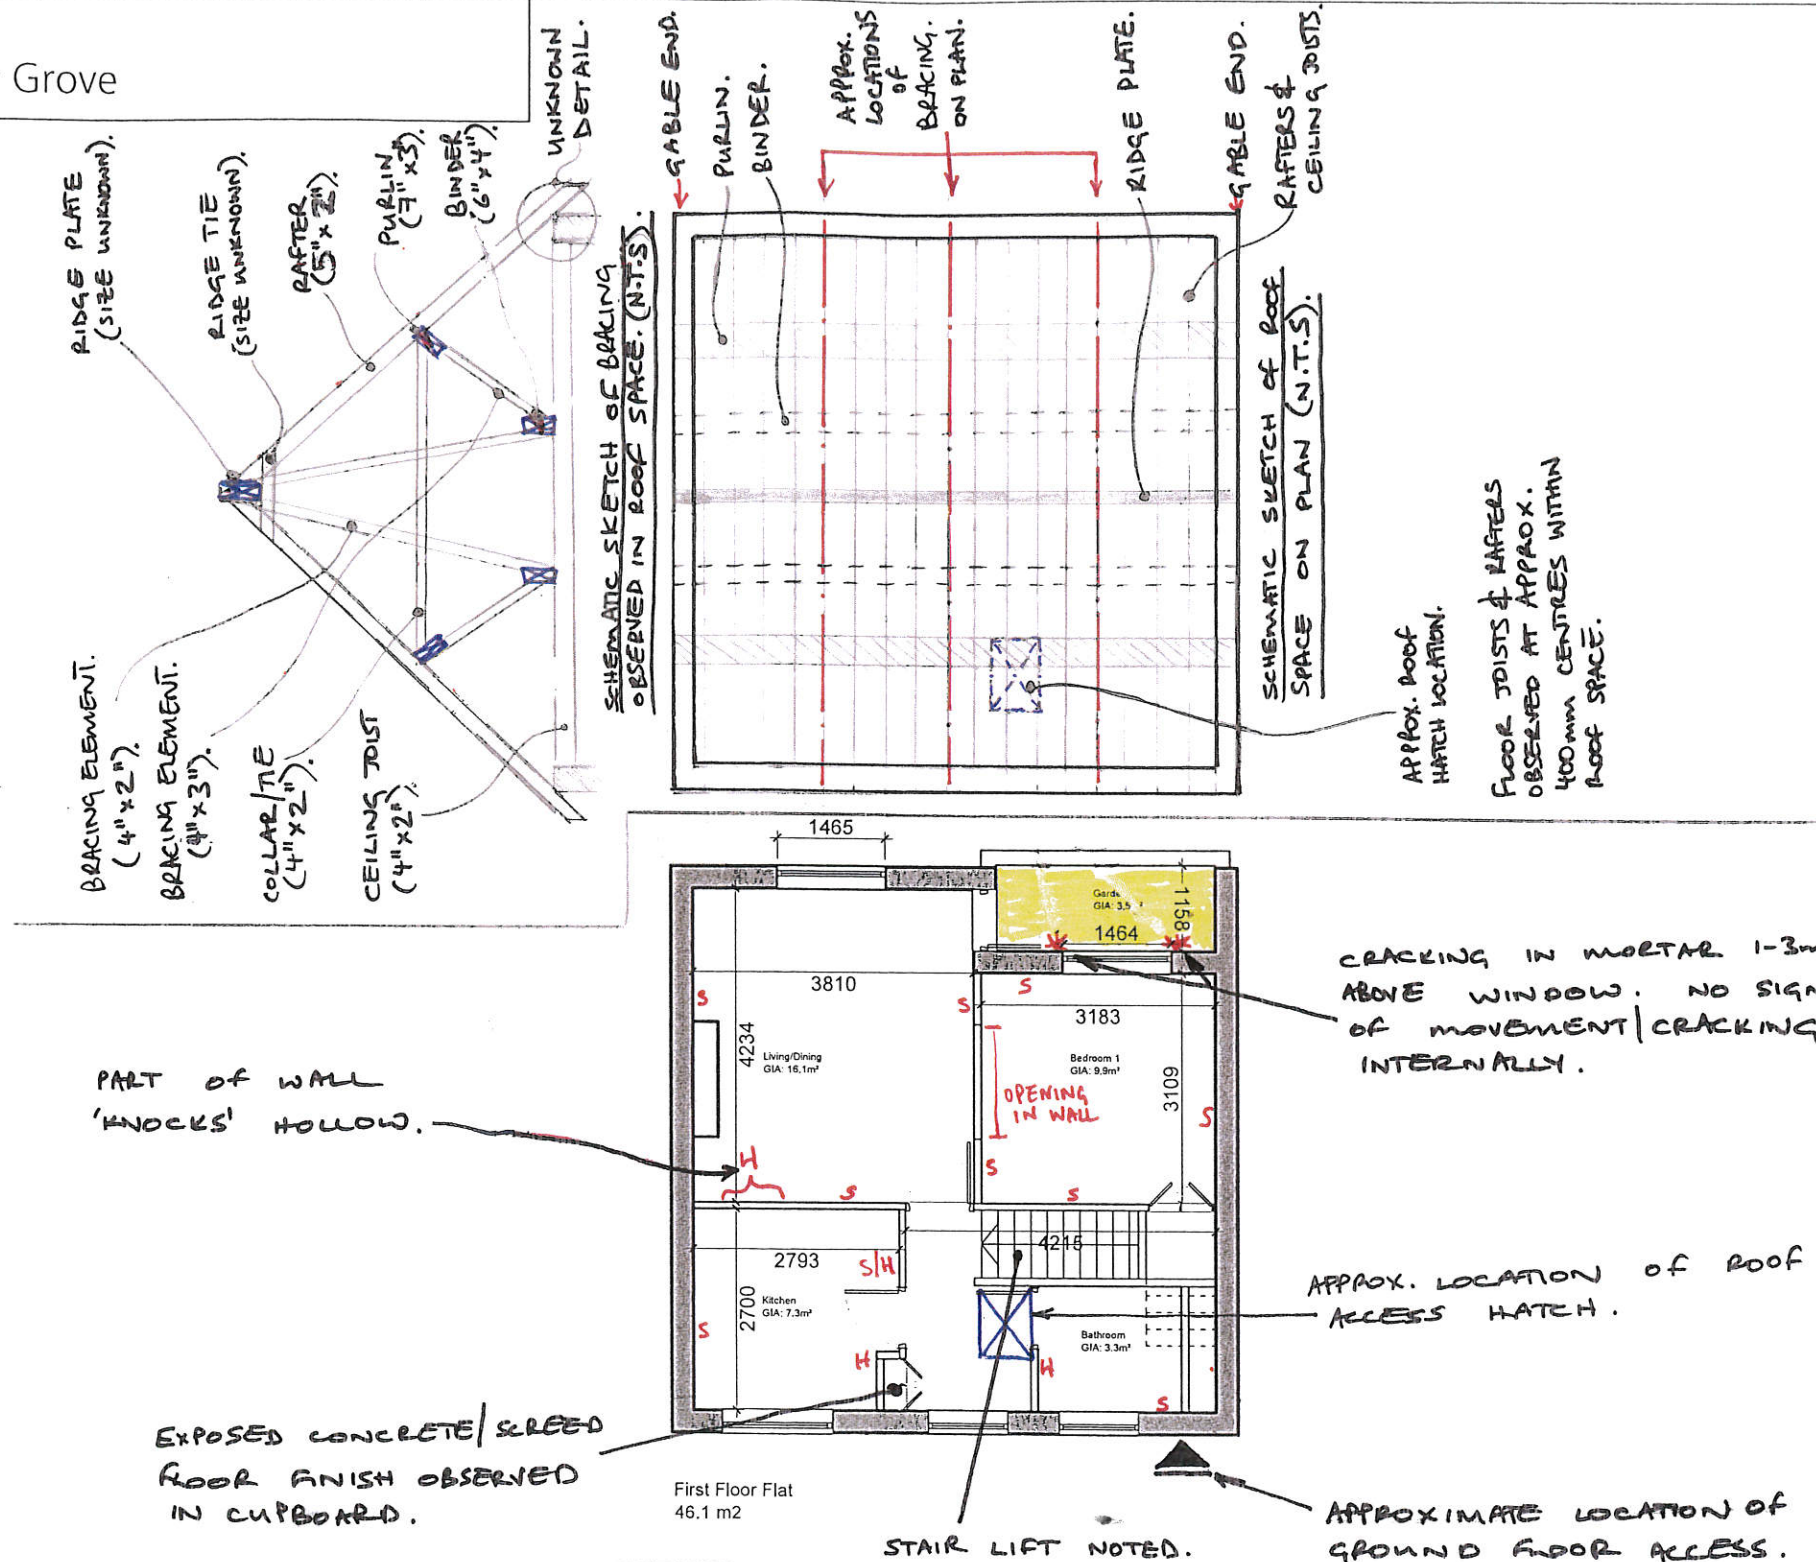 Grove
RIDGE PLATE
(SIZE UNKNOWN).
RIDGE TIE
(SIZE UNKNOWN).
RAFTER
(5" x 2").
PURLIN
(7" x 3").
BINDER
(6" x 4").
UNKNOWN
DETAIL.
BRACING ELEMENT.
(4" x 2").
BRACING ELEMENT.
(4" x 3").
COLLAR/TIE
(4" x 2").
CEILING JOIST
(4" x 2").
SCHEMATIC SKETCH OF BRACING
OBSERVED IN ROOF SPACE. (N.T.S).
GABLE END.
PURLIN.
BINDER.
APPROX.
LOCATIONS
OF
BRACING.
ON PLAN.
RIDGE PLATE.
GABLE END.
RAFTERS &
CEILING JOISTS.
SCHEMATIC SKETCH OF ROOF
SPACE ON PLAN (N.T.S).
APPROX. ROOF
HATCH LOCATION.
FLOOR JOISTS & RAFTERS
OBSERVED AT APPROX.
400mm CENTRES WITHIN
ROOF SPACE.
1465
GIA: 3.5
1158
1464
3810
S
S
S
3183
4234
Living/Dining
GIA: 16.1m²
Bedroom 1
GIA: 9.9m²
3109
OPENING
IN WALL
S
S
H
S
S
CRACKING IN MORTAR 1-3m
ABOVE WINDOW. NO SIGN
OF MOVEMENT/CRACKING
INTERNALLY.
PART OF WALL
'KNOCKS' HOLLOW.
4215
2793
S/H
2700
Kitchen
GIA: 7.3m²
S
H
Bathroom
GIA: 3.3m²
H
S
APPROX. LOCATION OF ROOF
ACCESS HATCH.
EXPOSED CONCRETE/SCREED
FLOOR FINISH OBSERVED
IN CUPBOARD.
First Floor Flat
46.1 m2
STAIR LIFT NOTED.
APPROXIMATE LOCATION OF
GROUND FLOOR ACCESS.